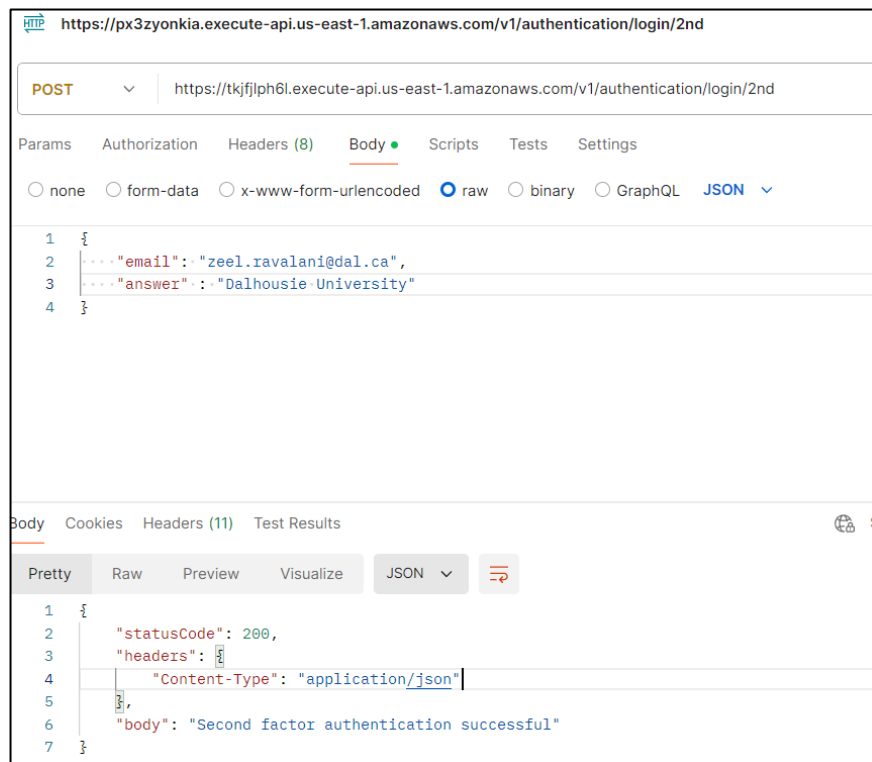 HTTP https://px3zyonkia.execute-api.us-east-1.amazonaws.com/v1/authentication/login/2nd
POST https://tkjfjlph6l.execute-api.us-east-1.amazonaws.com/v1/authentication/login/2nd
Params Authorization Headers (8) Body Scripts Tests Settings
none form-data x-www-form-urlencoded raw binary GraphQL JSON
1 {
2 "email": "zeel.ravalani@dal.ca",
3 "answer" : "Dalhousie University"
4 }
Body Cookies Headers (11) Test Results
Pretty Raw Preview Visualize JSON
1 {
2 "statusCode": 200,
3 "headers": {
4 "Content-Type": "application/json"
5 },
6 "body": "Second factor authentication successful"
7 }